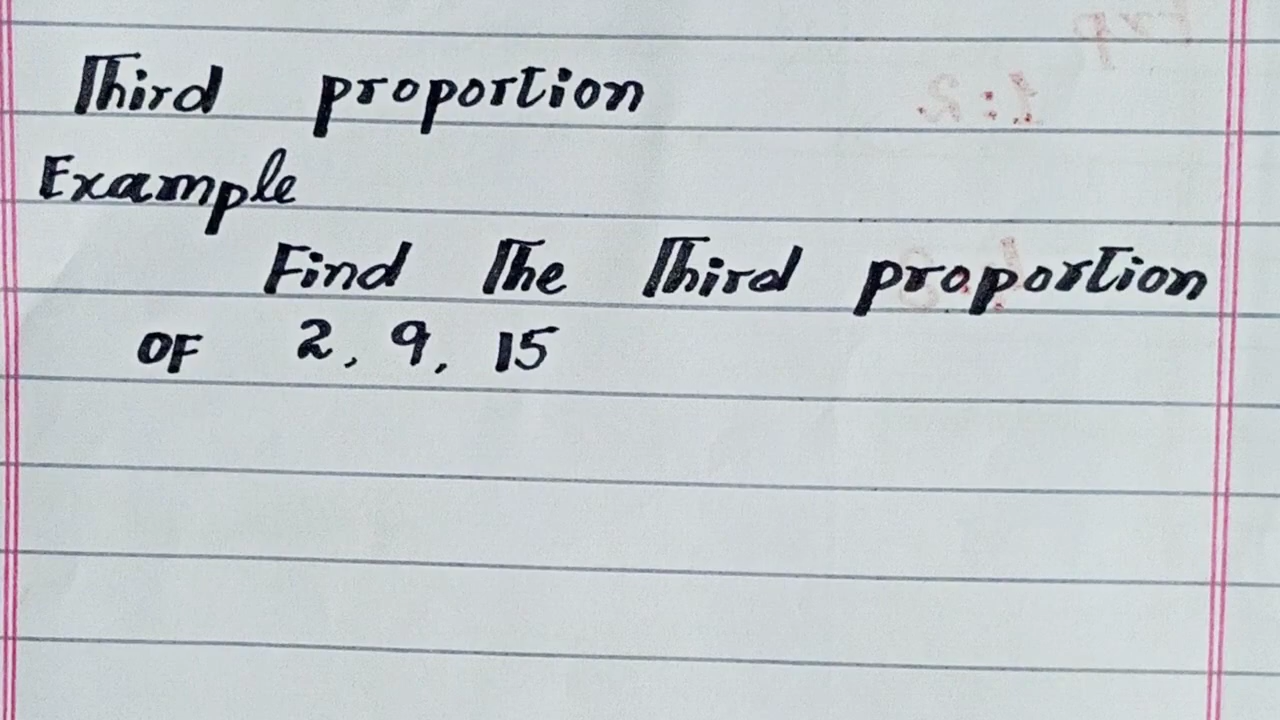 Third proportion
Example
Find The Third proportion
OF 2, 9, 15